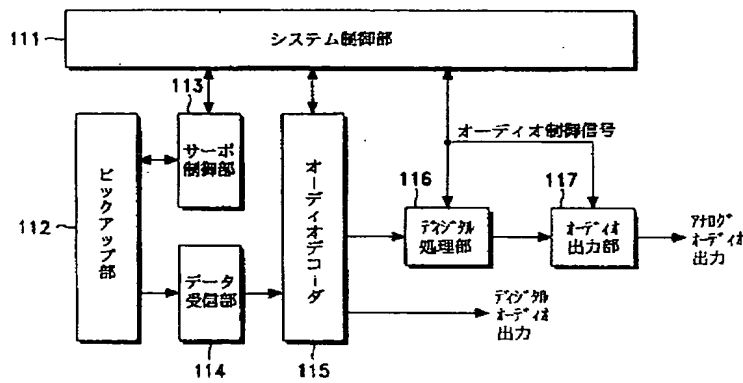 111
システム制御部
113
サーボ
制御部
オーディオ制御信号
112
ピックアップ部
オーディオデコーダ
116
ディジタル
処理部
117
オーディオ
出力部
アナログ
オーディオ
出力
データ
受信部
ディジタル
オーディオ
出力
114
115